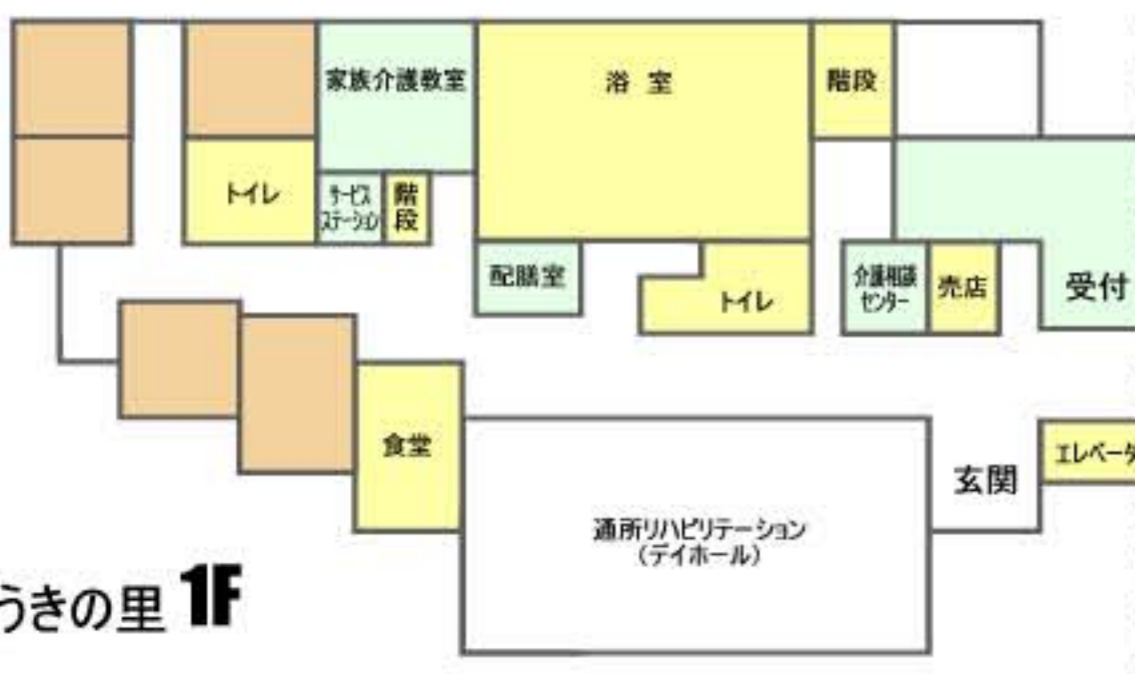 家族介護教室
浴室
階段
トイレ
サービス
ステーション
階
段
配膳室
トイレ
介護相談
センター
売店
受付
食堂
通所リハビリテーション
(デイホール)
玄関
エレベータ
うきの里 1F